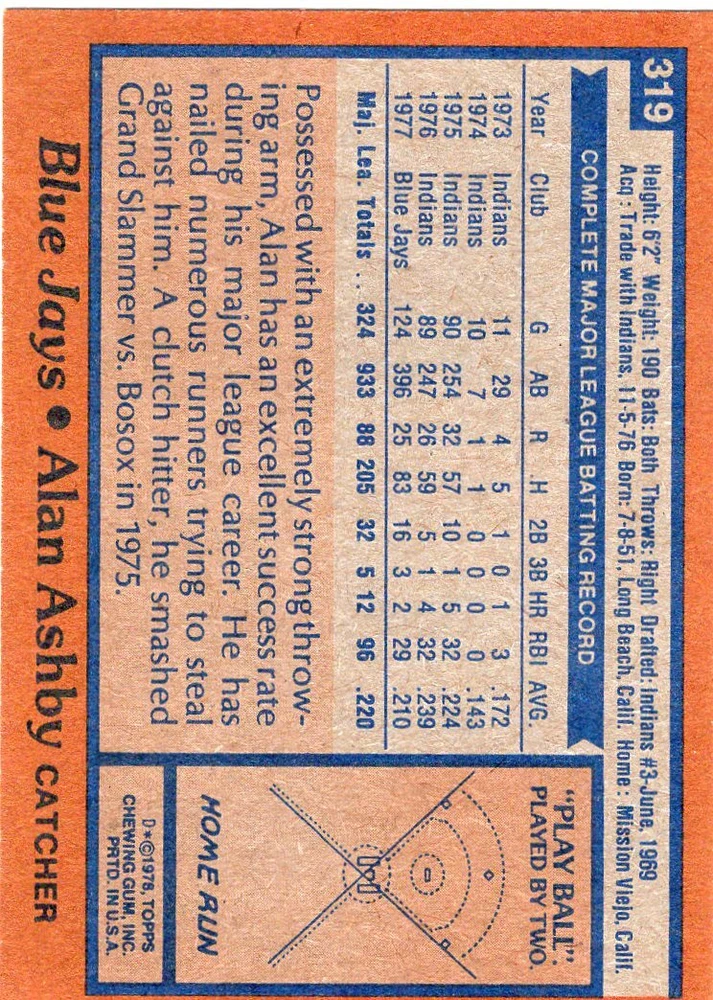 319
Height: 6'2" Weight: 190 Bats: Both Throws: Right Drafted: Indians #3-June, 1969
Acq: Trade with Indians, 11-5-76 Born: 7-8-51, Long Beach, Calif. Home: Mission Viejo, Calif.
COMPLETE MAJOR LEAGUE BATTING RECORD
Year Club G AB R H 2B 3B HR RBI AVG.
1973 Indians 11 29 4 5 1 0 1 3 .172
1974 Indians 10 7 1 1 0 0 0 0 .143
1975 Indians 90 254 32 57 10 1 5 32 .224
1976 Indians 89 247 26 59 5 1 4 32 .239
1977 Blue Jays 124 396 25 83 16 3 2 29 .210
Maj. Lea. Totals .. 324 933 88 205 32 5 12 96 .220
Possessed with an extremely strong throw-
ing arm, Alan has an excellent success rate
during his major league career. He has
nailed numerous runners trying to steal
against him. A clutch hitter, he smashed
Grand Slammer vs. Bosox in 1975.
"PLAY BALL":
PLAYED BY TWO.
HOME RUN
D*©1978, TOPPS
CHEWING GUM, INC.
PRTD. IN U.S.A.
Blue Jays • Alan Ashby CATCHER